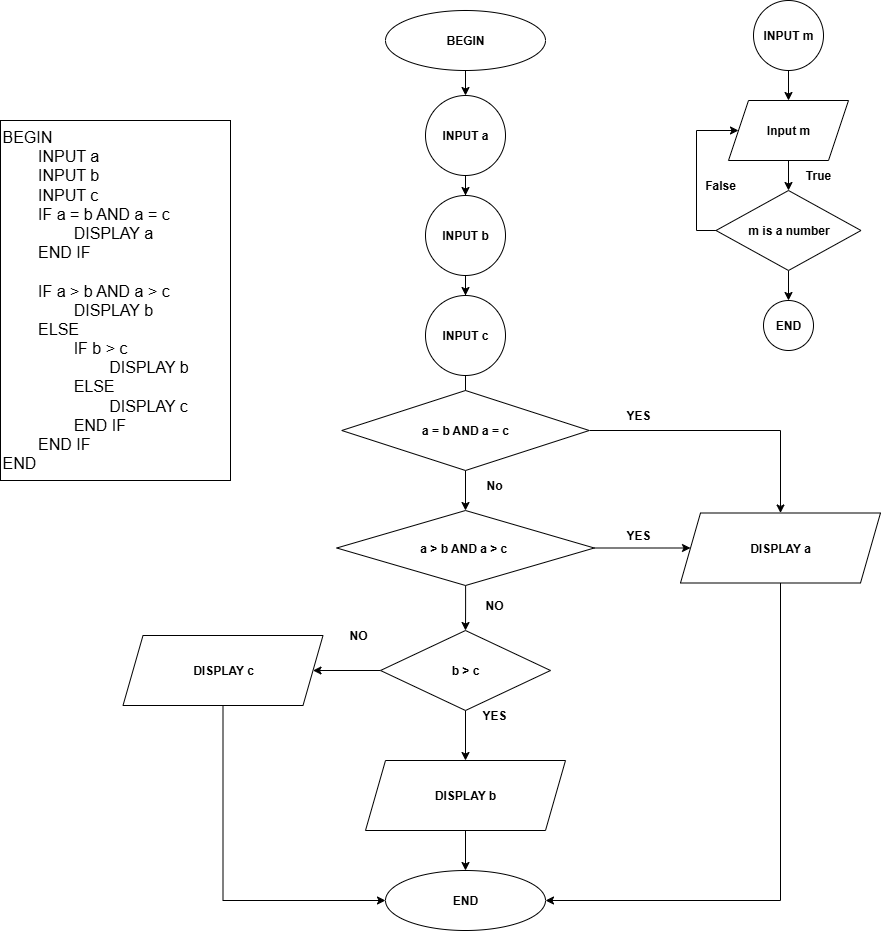 BEGIN
INPUT a
INPUT b
INPUT c
IF a = b AND a = c
DISPLAY a
END IF
IF a > b AND a > c
DISPLAY b
ELSE
IF b > c
DISPLAY b
ELSE
DISPLAY c
END IF
END IF
END
BEGIN
INPUT a
INPUT b
INPUT c
a = b AND a = c
YES
No
a > b AND a > c
YES
DISPLAY a
NO
b > c
NO
DISPLAY c
YES
DISPLAY b
END
INPUT m
Input m
True
False
m is a number
END